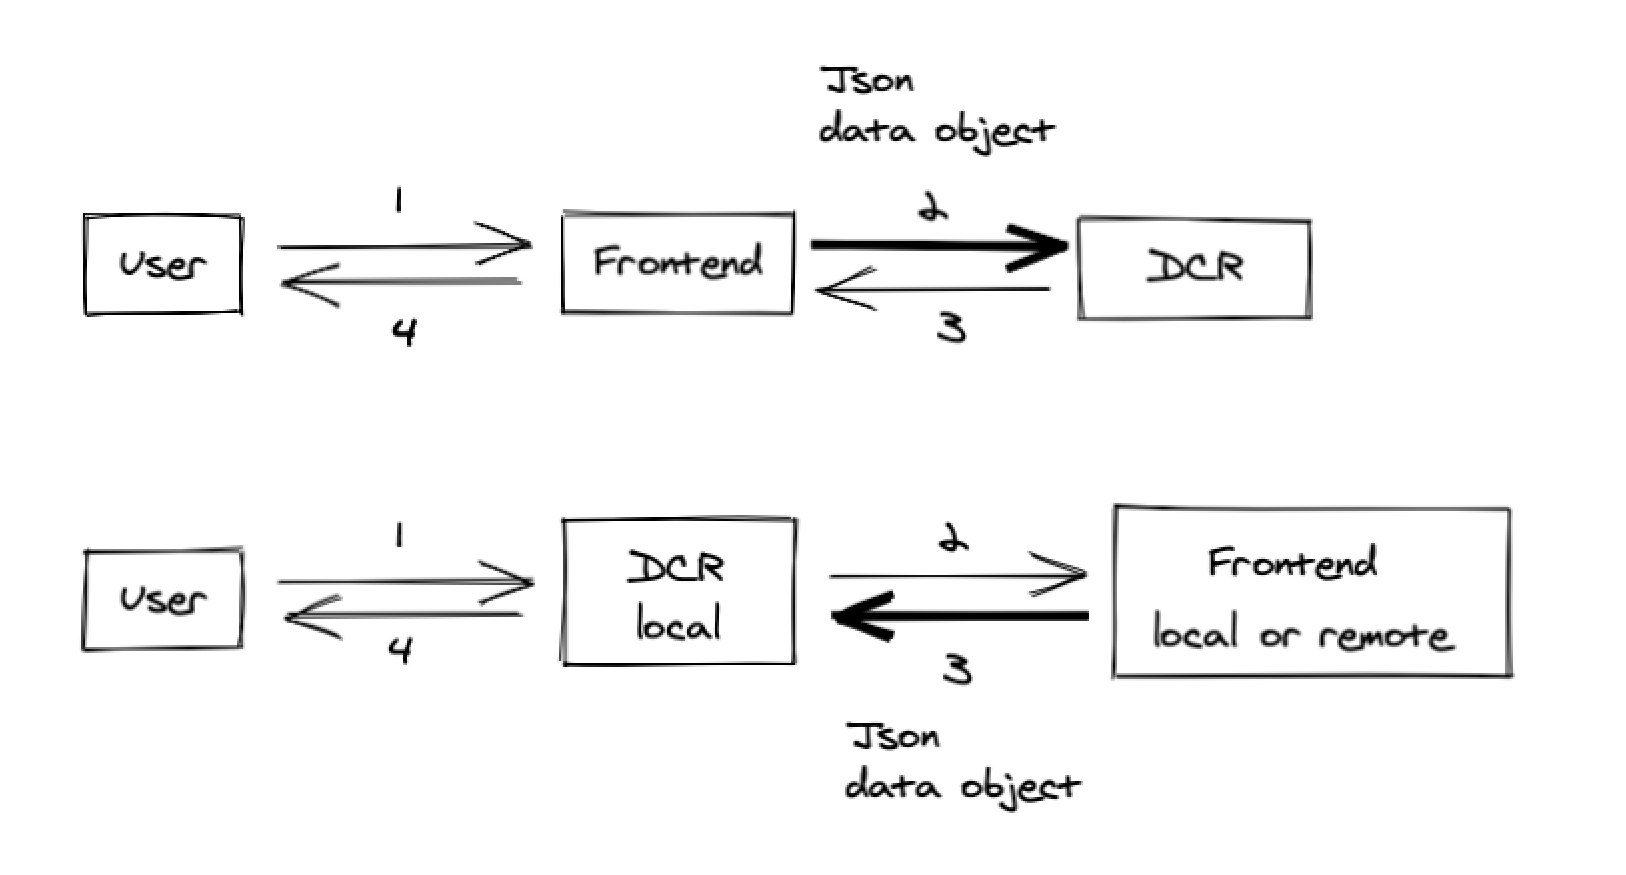 Json
data object
1
2
User
Frontend
DCR
4
3
1
2
User
DCR
local
Frontend
local or remote
4
3
Json
data object